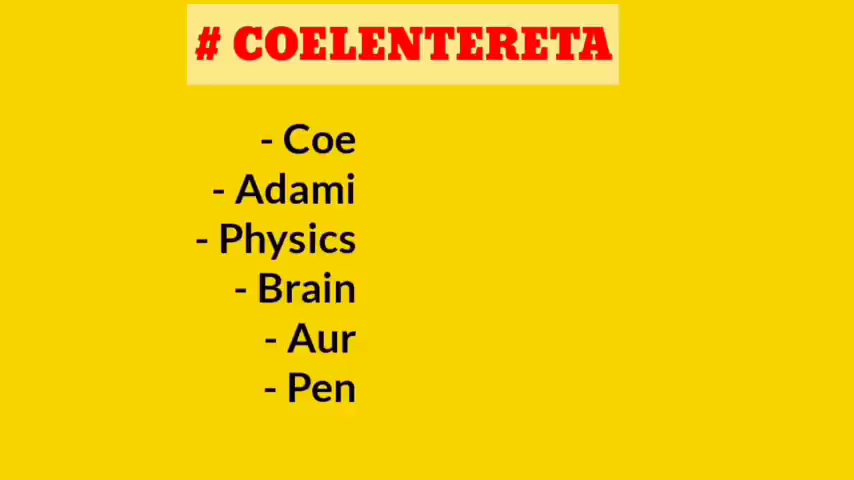 # COELENTERETA
- Coe
- Adami
- Physics
- Brain
- Aur
- Pen